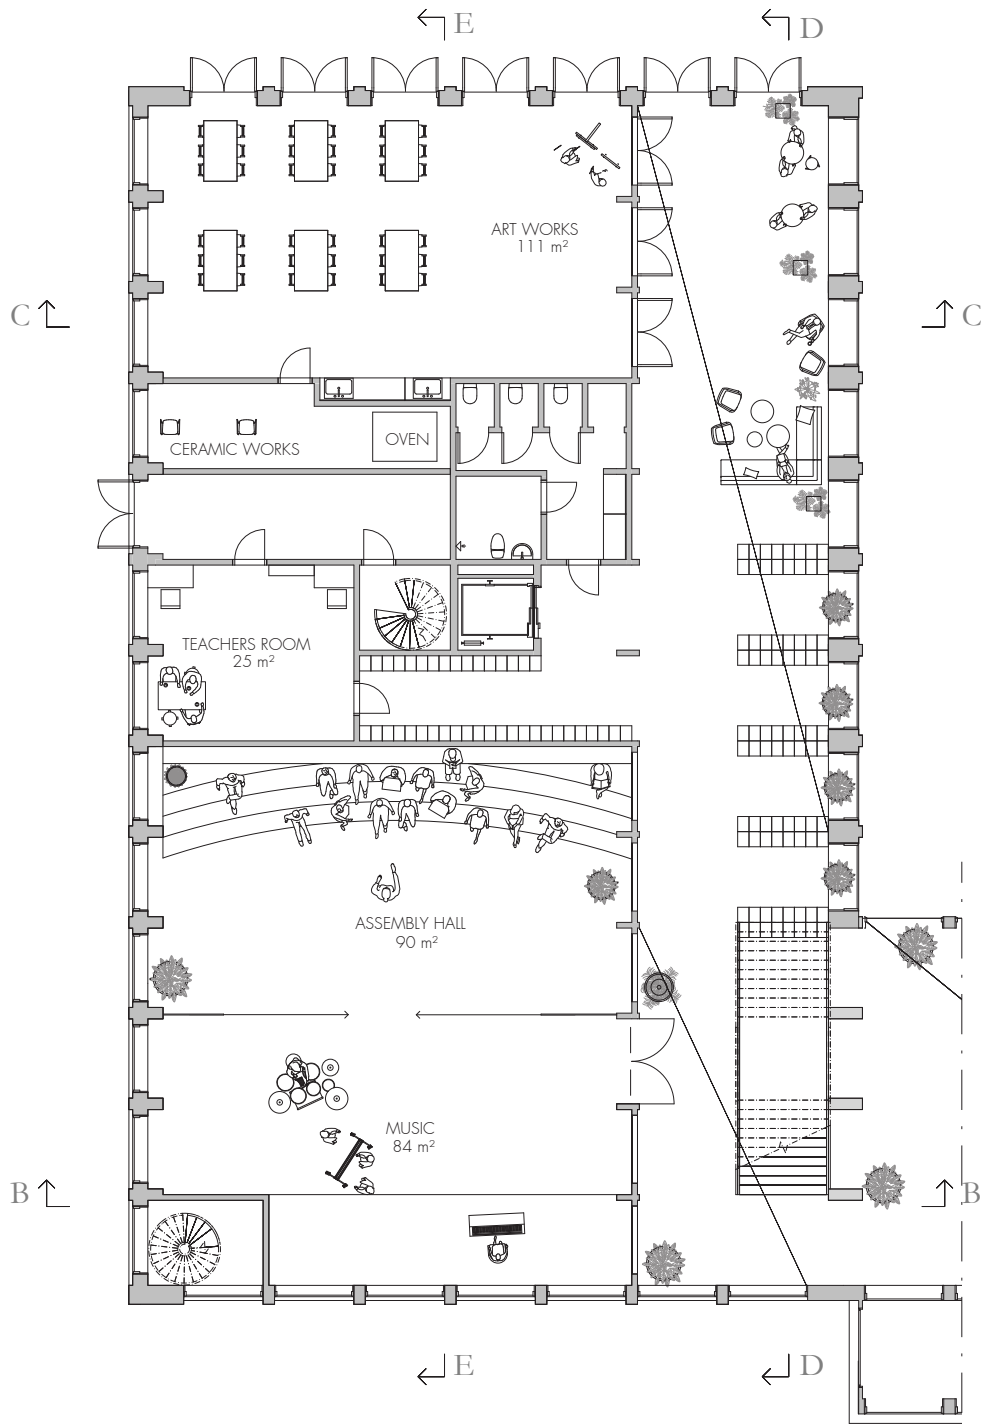 E
D
ART WORKS
111 m²
C
C
OVEN
CERAMIC WORKS
TEACHERS ROOM
25 m²
ASSEMBLY HALL
90 m²
MUSIC
84 m²
B
B
E
D